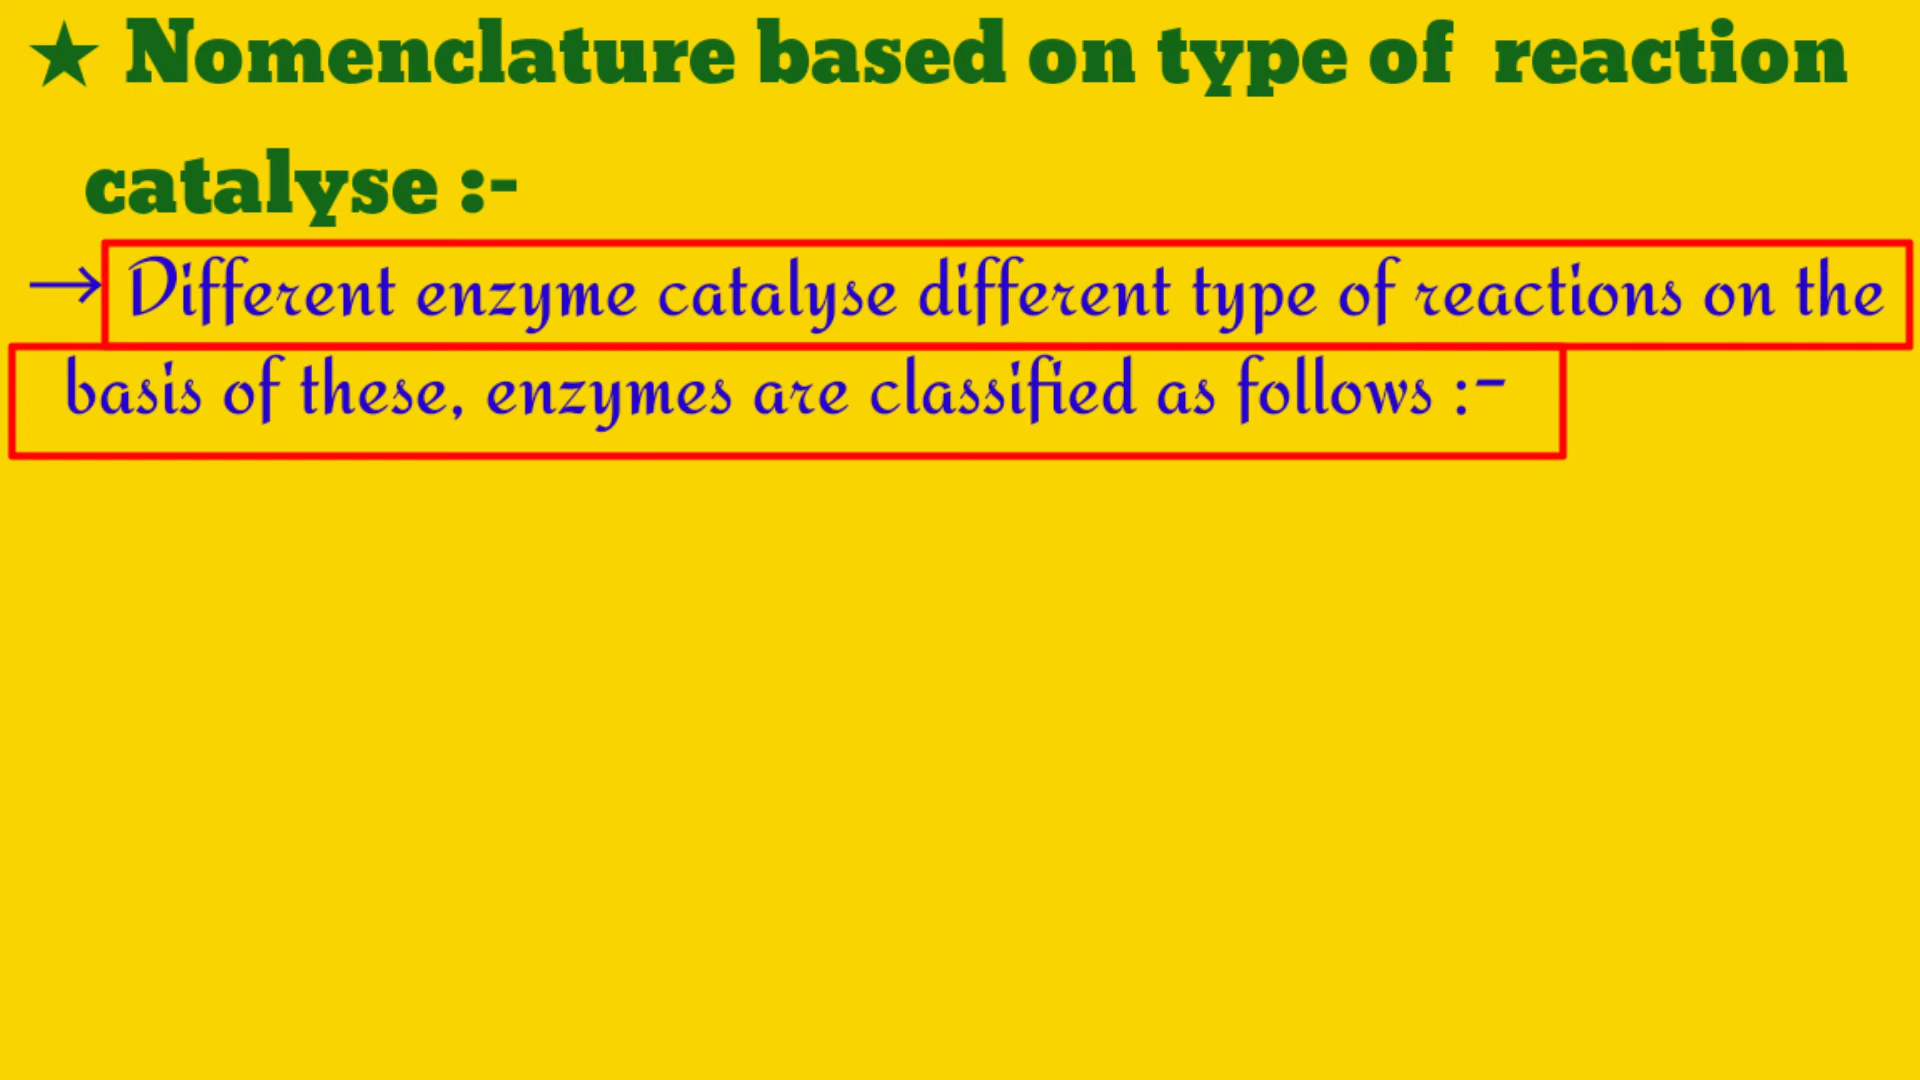 ★ Nomenclature based on type of reaction
catalyse :-
→ Different enzyme catalyse different type of reactions on the
basis of these, enzymes are classified as follows :-